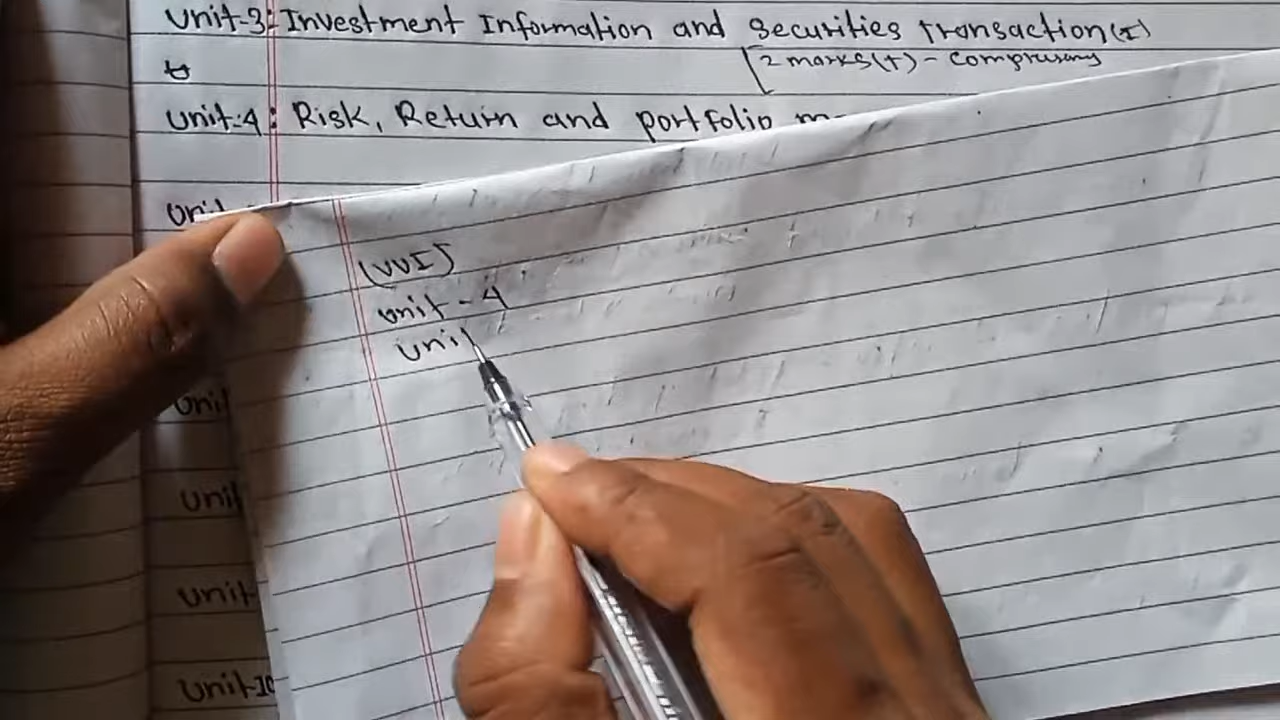 Unit-3: Investment Information and securities transaction(I)
[2 marks(T) - Comprisony
Unit-4: Risk, Return and portfolio
(VVI)
Unit - 4
Unit
Unit
Unit
Unit-
Unit-10